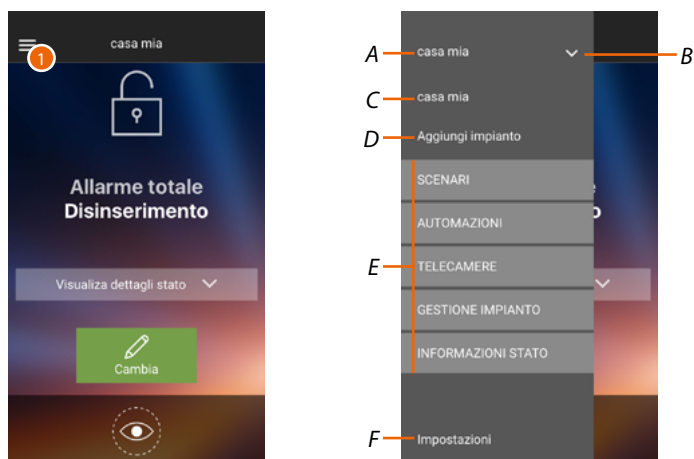 casa mia
1
Allarme totale
Disinserimento
Visualiza dettagli stato
Cambia
A
casa mia
B
C
casa mia
D
Aggiungi impianto
SCENARI
AUTOMAZIONI
E
TELECAMERE
GESTIONE IMPIANTO
INFORMAZIONI STATO
F
Impostazioni